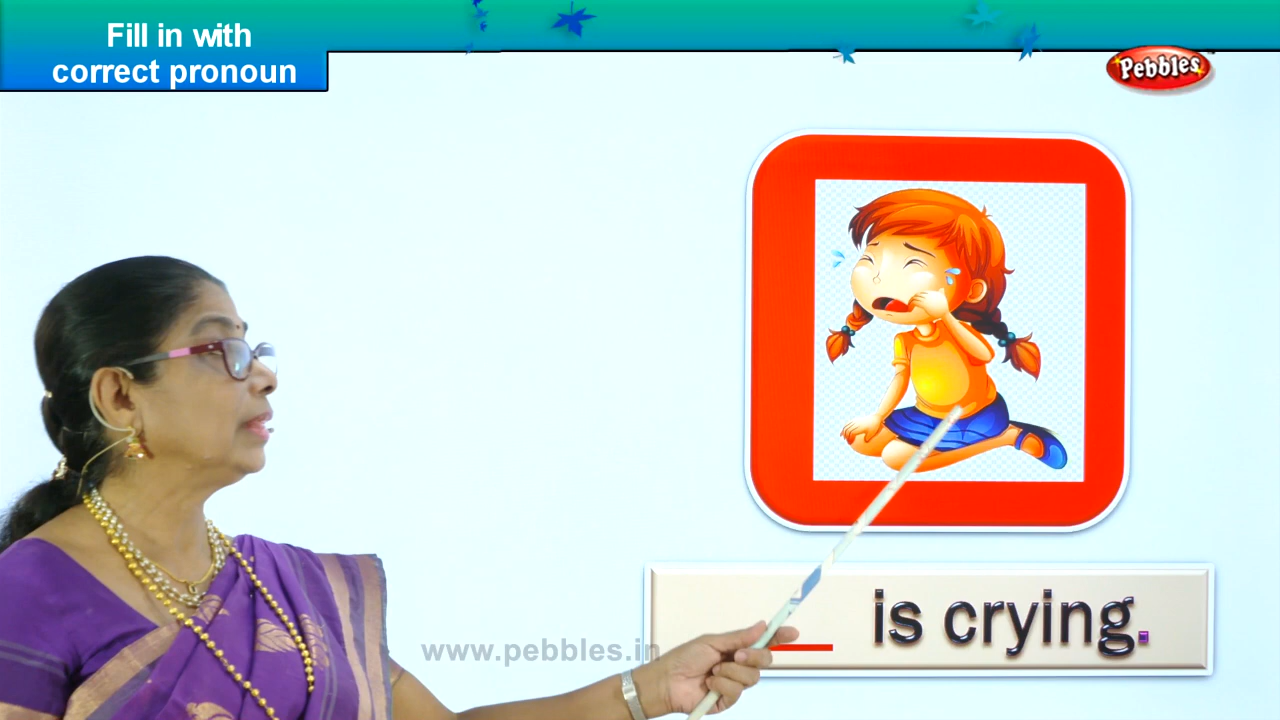 Fill in with
correct pronoun
Pebbles
is crying.
www.pebbles.in